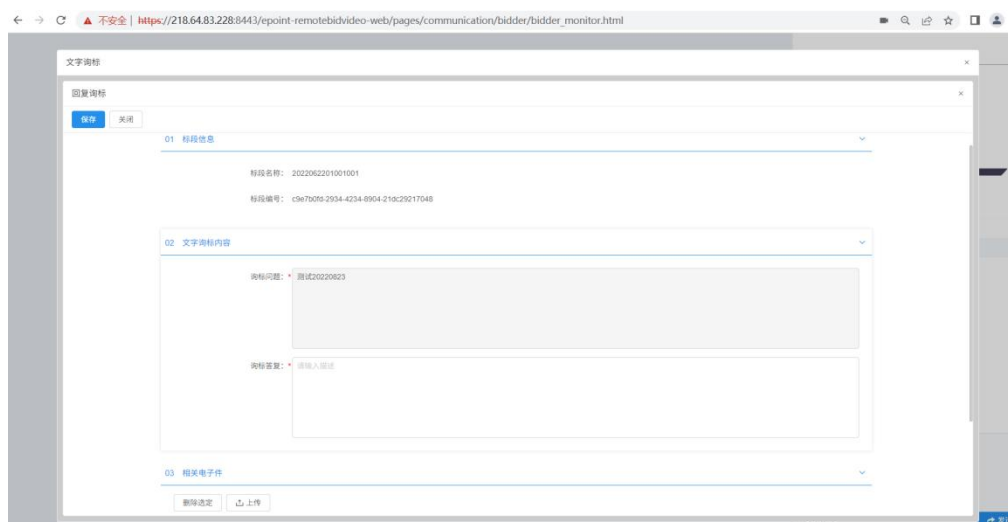 不安全 | https://218.64.83.228:8443/epoint-remotebidvideo-web/pages/communication/bidder/bidder_monitor.html
文字询标
回复询标
保存 关闭
01 标段信息
标段名称： 2022062201001001
标段编号： c9e7b0fd-2934-4234-8904-21dc29217048
02 文字询标内容
询标问题： * 测试20220623
询标答复： * 请输入描述
03 相关电子件
删除选定 上传